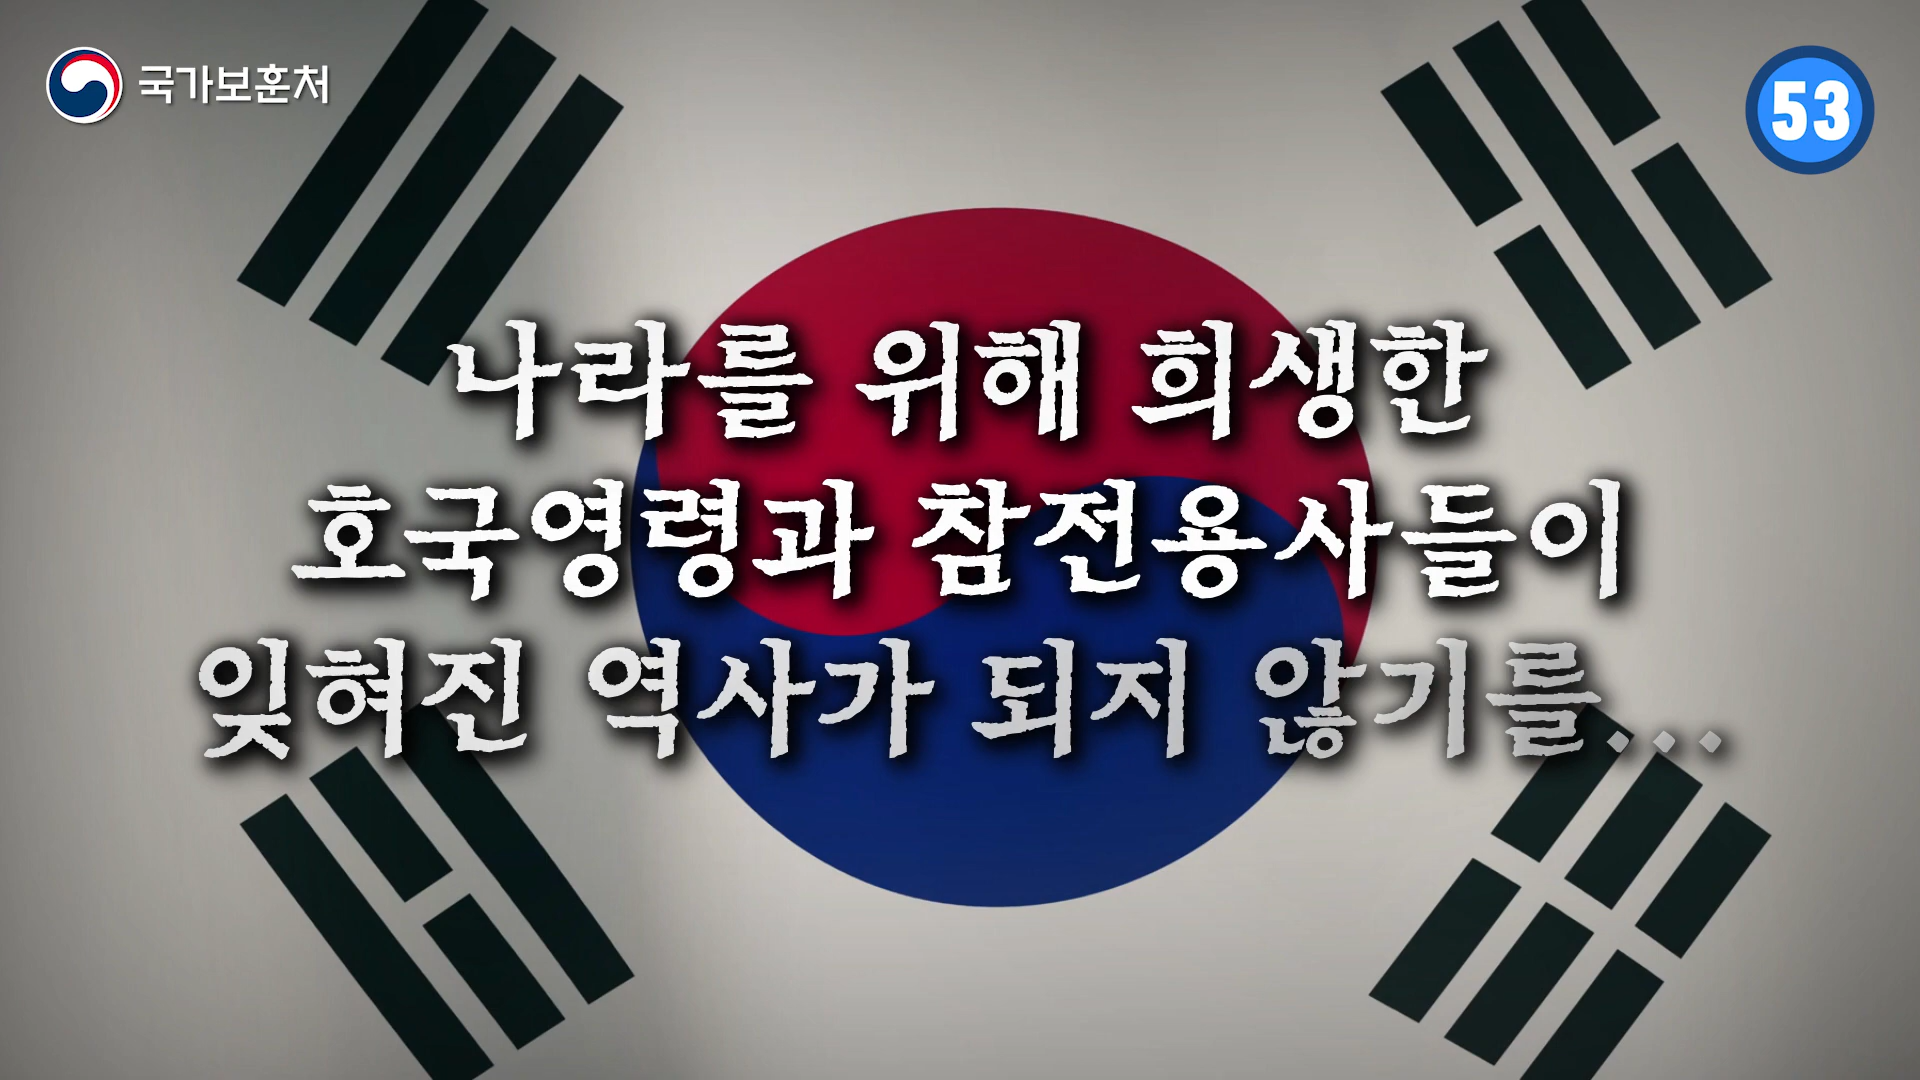 국가보훈처
53
나라를 위해 희생한
호국영령과 참전용사들이
잊혀진 역사가 되지 않기를...